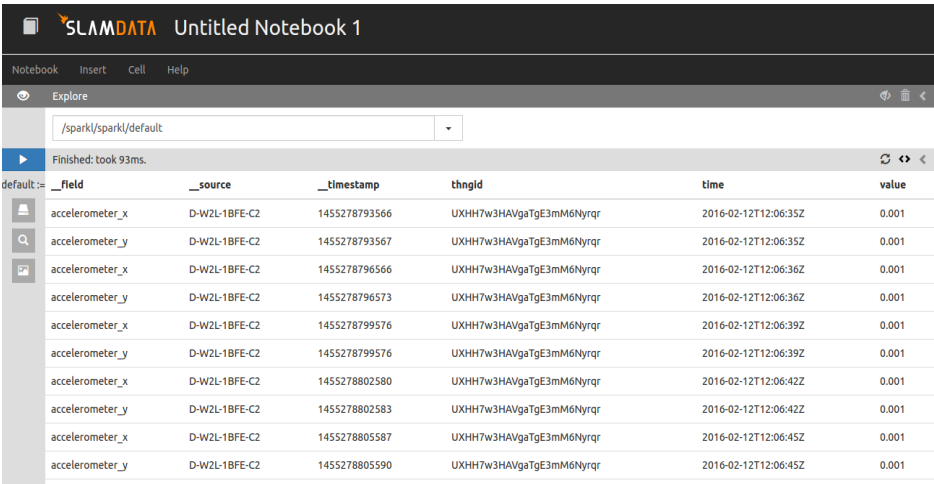 SLAMDATA Untitled Notebook 1
Notebook Insert Cell Help
Explore
/sparkl/sparkl/default
Finished: took 93ms.
default := __field __source __timestamp thngid time value
accelerometer_x D-W2L-1BFE-C2 1455278793566 UXHH7w3HAVgaTgE3mM6Nyrqr 2016-02-12T12:06:35Z 0.001
accelerometer_y D-W2L-1BFE-C2 1455278793567 UXHH7w3HAVgaTgE3mM6Nyrqr 2016-02-12T12:06:35Z 0.001
accelerometer_x D-W2L-1BFE-C2 1455278796566 UXHH7w3HAVgaTgE3mM6Nyrqr 2016-02-12T12:06:36Z 0.001
accelerometer_y D-W2L-1BFE-C2 1455278796573 UXHH7w3HAVgaTgE3mM6Nyrqr 2016-02-12T12:06:36Z 0.001
accelerometer_x D-W2L-1BFE-C2 1455278799576 UXHH7w3HAVgaTgE3mM6Nyrqr 2016-02-12T12:06:39Z 0.001
accelerometer_y D-W2L-1BFE-C2 1455278799576 UXHH7w3HAVgaTgE3mM6Nyrqr 2016-02-12T12:06:39Z 0.001
accelerometer_x D-W2L-1BFE-C2 1455278802580 UXHH7w3HAVgaTgE3mM6Nyrqr 2016-02-12T12:06:42Z 0.001
accelerometer_y D-W2L-1BFE-C2 1455278802583 UXHH7w3HAVgaTgE3mM6Nyrqr 2016-02-12T12:06:42Z 0.001
accelerometer_x D-W2L-1BFE-C2 1455278805587 UXHH7w3HAVgaTgE3mM6Nyrqr 2016-02-12T12:06:45Z 0.001
accelerometer_y D-W2L-1BFE-C2 1455278805590 UXHH7w3HAVgaTgE3mM6Nyrqr 2016-02-12T12:06:45Z 0.001